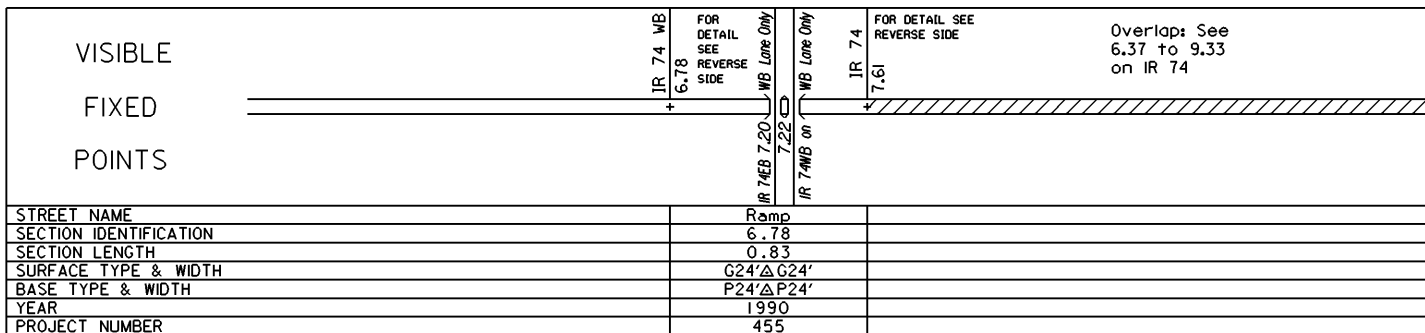 VISIBLE
FIXED
POINTS
IR 74 WB
6.78
FOR
DETAIL
SEE
REVERSE
SIDE
WB Lane Only
IR 74EB 7.20
7.22
WB Lane Only
IR 74WB on
IR 74
7.61
FOR DETAIL SEE
REVERSE SIDE
Overlap: See
6.37 to 9.33
on IR 74
STREET NAME Ramp
SECTION IDENTIFICATION 6.78
SECTION LENGTH 0.83
SURFACE TYPE & WIDTH G24'△G24'
BASE TYPE & WIDTH P24'△P24'
YEAR 1990
PROJECT NUMBER 455